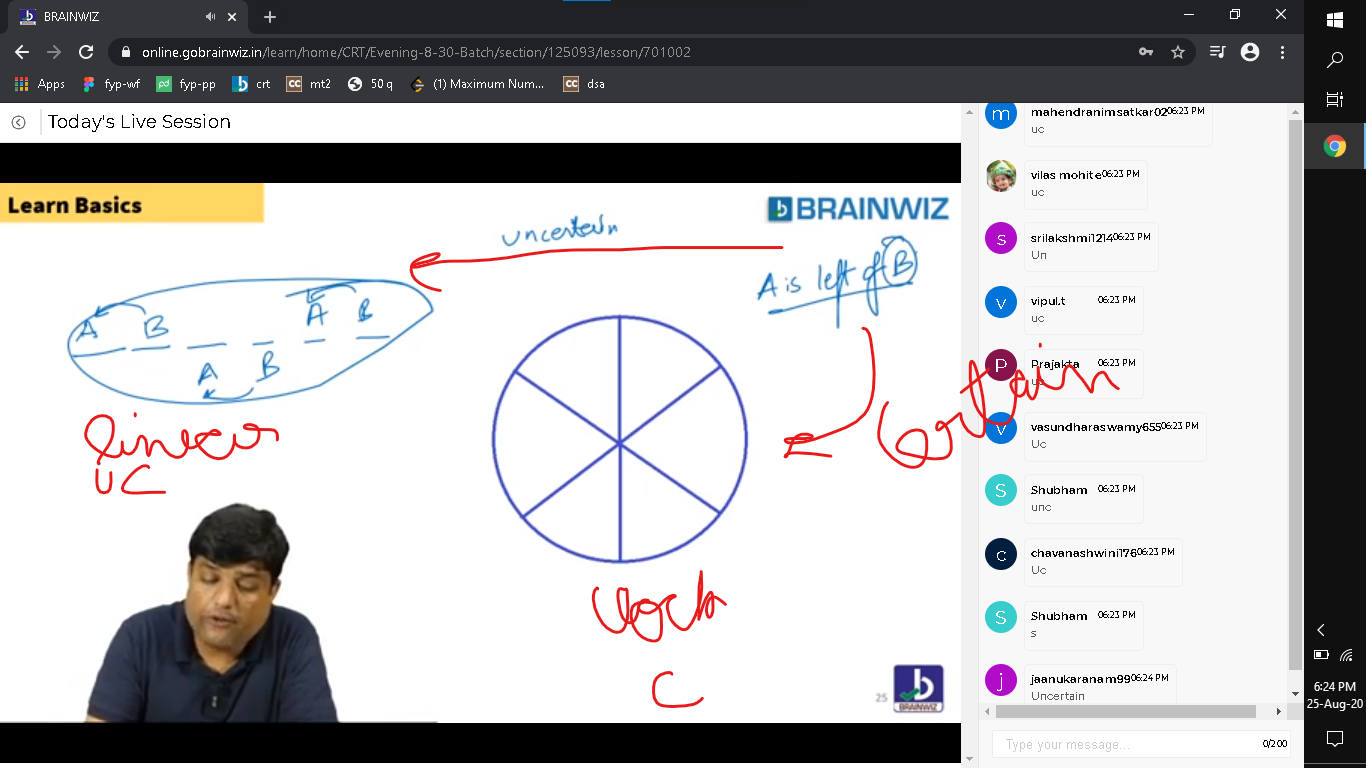 BRAINWIZ
online.gobrainwiz.in/learn/home/CRT/Evening-8-30-Batch/section/125093/lesson/701002
Apps fyp-wf fyp-pp crt mt2 50 q (1) Maximum Num... dsa
Today's Live Session
Learn Basics
BRAINWIZ
uncertain
A is left of B
A B A B
A B
linear
UC
certain
C
25
BRAINWIZ
mahendranimsatkar02 06:23 PM
uc
vilas mohite 06:23 PM
uc
srilakshmi1214 06:23 PM
Un
vipul.t 06:23 PM
uc
Prajakta 06:23 PM
vasundharaswamy655 06:23 PM
Uc
Shubham 06:23 PM
unc
chavanashwini176 06:23 PM
Uc
Shubham 06:23 PM
s
jaanukaranam99 06:24 PM
Uncertain
Type your message... 0/200
6:24 PM
25-Aug-20